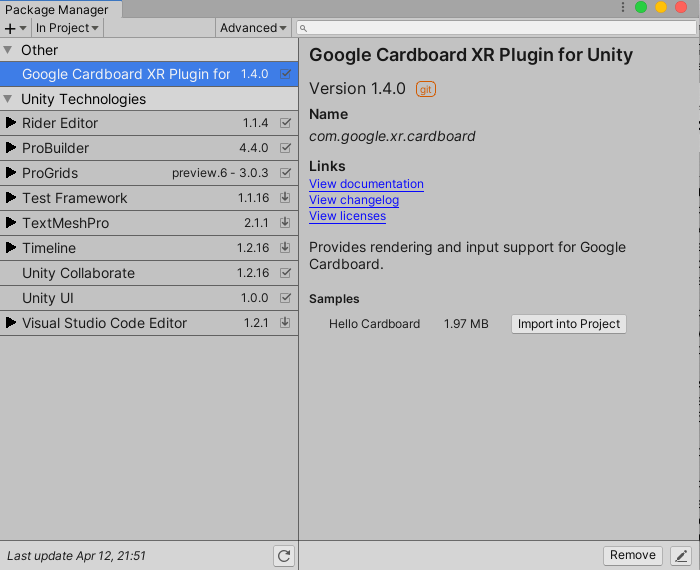 Package Manager
In Project
Advanced
Other
Google Cardboard XR Plugin for 1.4.0
Unity Technologies
Rider Editor 1.1.4
ProBuilder 4.4.0
ProGrids preview.6 - 3.0.3
Test Framework 1.1.16
TextMeshPro 2.1.1
Timeline 1.2.16
Unity Collaborate 1.2.16
Unity UI 1.0.0
Visual Studio Code Editor 1.2.1
Last update Apr 12, 21:51
Google Cardboard XR Plugin for Unity
Version 1.4.0 git
Name
com.google.xr.cardboard
Links
View documentation
View changelog
View licenses
Provides rendering and input support for Google
Cardboard.
Samples
Hello Cardboard 1.97 MB Import into Project
Remove